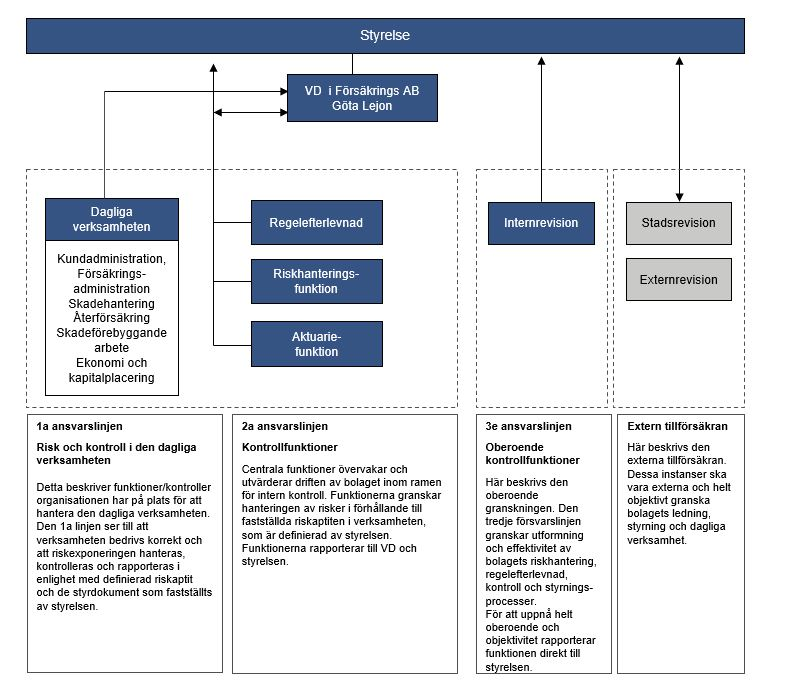 Styrelse
VD i Försäkrings AB
Göta Lejon
Dagliga
verksamheten
Kundadministration,
Försäkrings-
administration
Skadehantering
Återförsäkring
Skadeförebyggande
arbete
Ekonomi och
kapitalplacering
Regelefterlevnad
Riskhanterings-
funktion
Aktuarie-
funktion
Internrevision
Stadsrevision
Externrevision
1a ansvarslinjen
Risk och kontroll i den dagliga
verksamheten
Detta beskriver funktioner/kontroller
organisationen har på plats för att
hantera den dagliga verksamheten.
Den 1a linjen ser till att
verksamheten bedrivs korrekt och
att riskexponeringen hanteras,
kontrolleras och rapporteras i
enlighet med definierad riskaptit
och de styrdokument som fastställts
av styrelsen.
2a ansvarslinjen
Kontrollfunktioner
Centrala funktioner övervakar och
utvärderar driften av bolaget inom ramen
för intern kontroll. Funktionerna granskar
hanteringen av risker i förhållande till
fastställda riskaptiten i verksamheten,
som är definierad av styrelsen.
Funktionerna rapporterar till VD och
styrelsen.
3e ansvarslinjen
Oberoende
kontrollfunktioner
Här beskrivs den
oberoende
granskningen. Den
tredje försvarslinjen
granskar utformning
och effektivitet av
bolagets riskhantering,
regelefterlevnad,
kontroll och styrnings-
processer.
För att uppnå helt
oberoende och
objektivitet rapporterar
funktionen direkt till
styrelsen.
Extern tillförsäkran
Här beskrivs den
externa tillförsäkran.
Dessa instanser ska
vara externa och helt
objektivt granska
bolagets ledning,
styrning och dagliga
verksamhet.